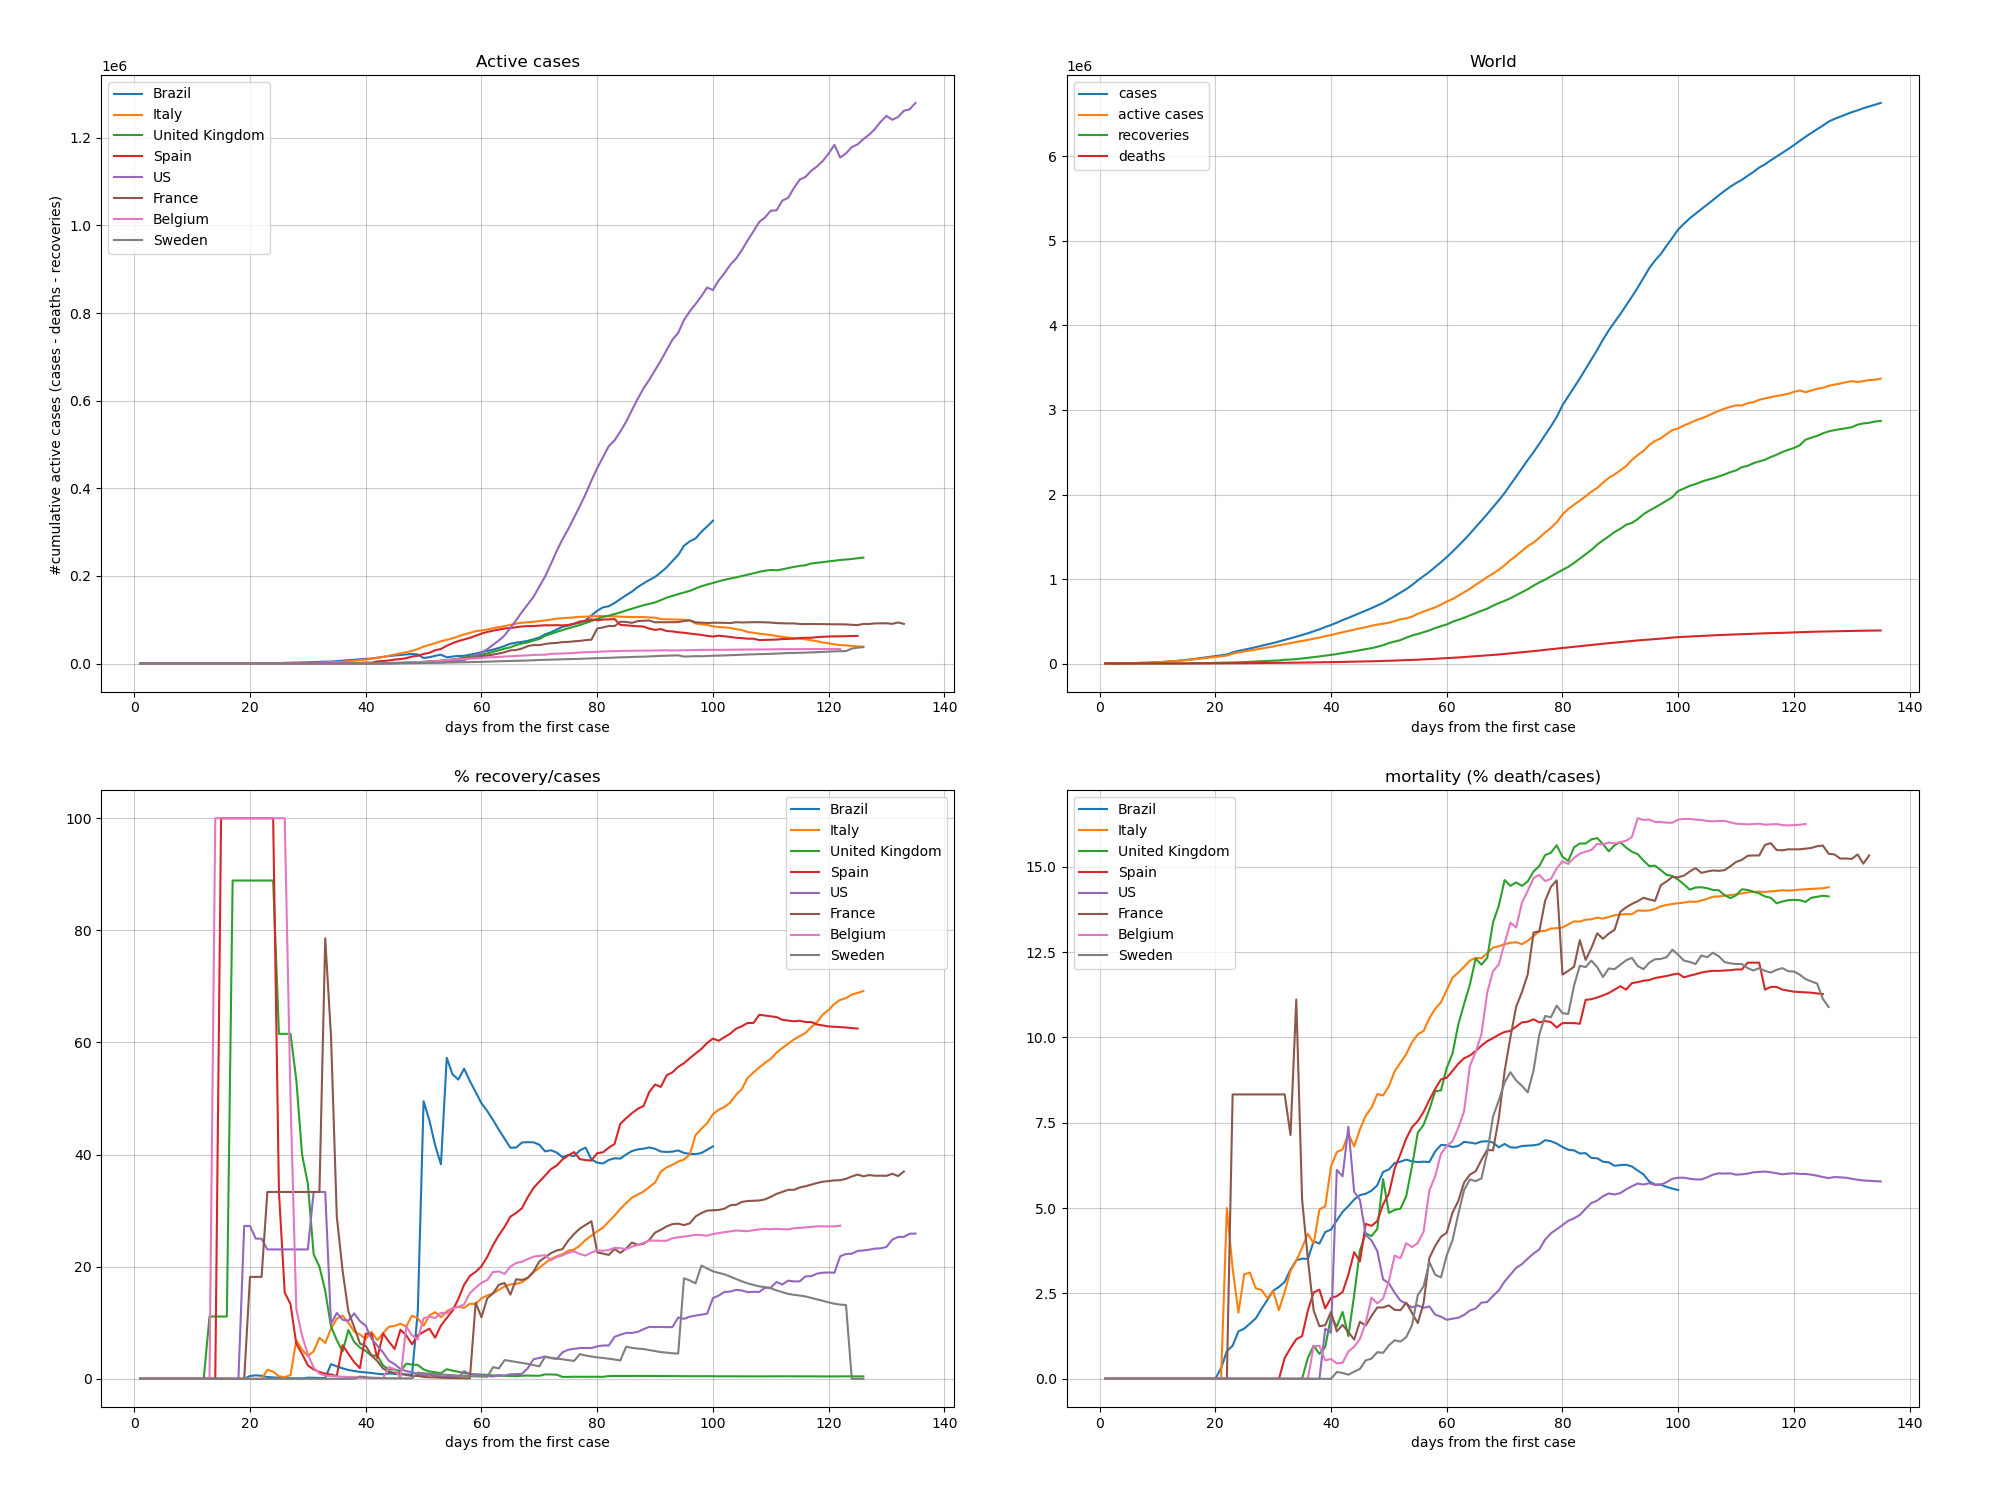 Active cases
1e6
Brazil
Italy
United Kingdom
Spain
US
France
Belgium
Sweden
#cumulative active cases (cases - deaths - recoveries)
1.2
1.0
0.8
0.6
0.4
0.2
0.0
0 20 40 60 80 100 120 140
days from the first case
World
1e6
cases
active cases
recoveries
deaths
6
5
4
3
2
1
0
0 20 40 60 80 100 120 140
days from the first case
% recovery/cases
Brazil
Italy
United Kingdom
Spain
US
France
Belgium
Sweden
100
80
60
40
20
0
0 20 40 60 80 100 120 140
days from the first case
mortality (% death/cases)
Brazil
Italy
United Kingdom
Spain
US
France
Belgium
Sweden
15.0
12.5
10.0
7.5
5.0
2.5
0.0
0 20 40 60 80 100 120 140
days from the first case